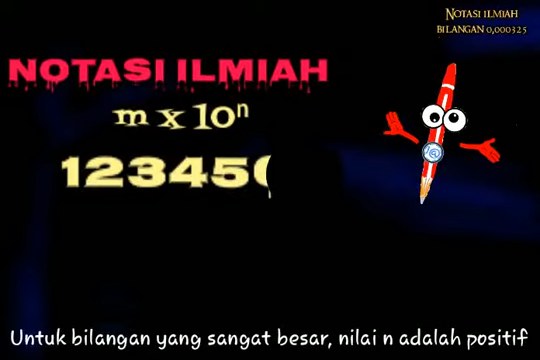 NOTASI ILMIAH
BILANGAN 0,000325
NOTASI ILMIAH
m x 10ⁿ
12345
Untuk bilangan yang sangat besar, nilai n adalah positif